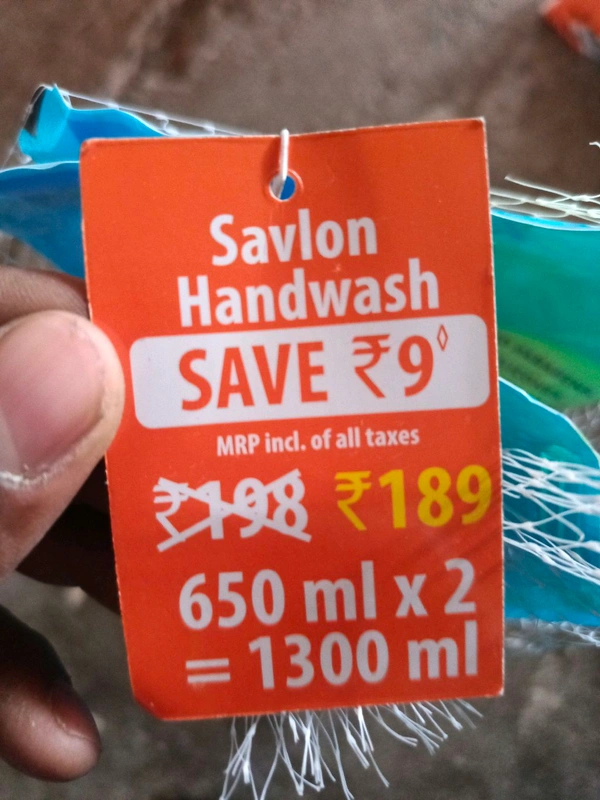 Savlon
Handwash
SAVE ₹9◊
MRP incl. of all taxes
₹198 ₹189
650 ml x 2
= 1300 ml